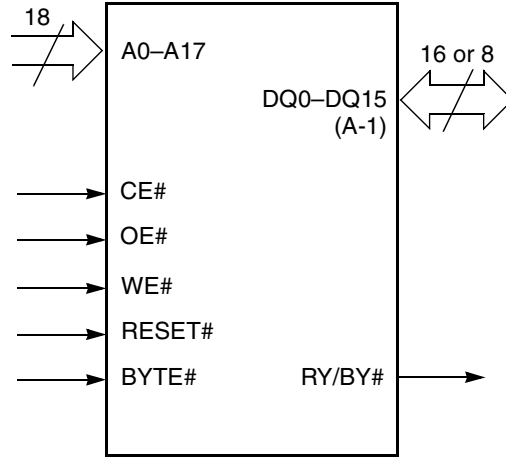 18
A0–A17
16 or 8
DQ0–DQ15
(A-1)
CE#
OE#
WE#
RESET#
BYTE#
RY/BY#